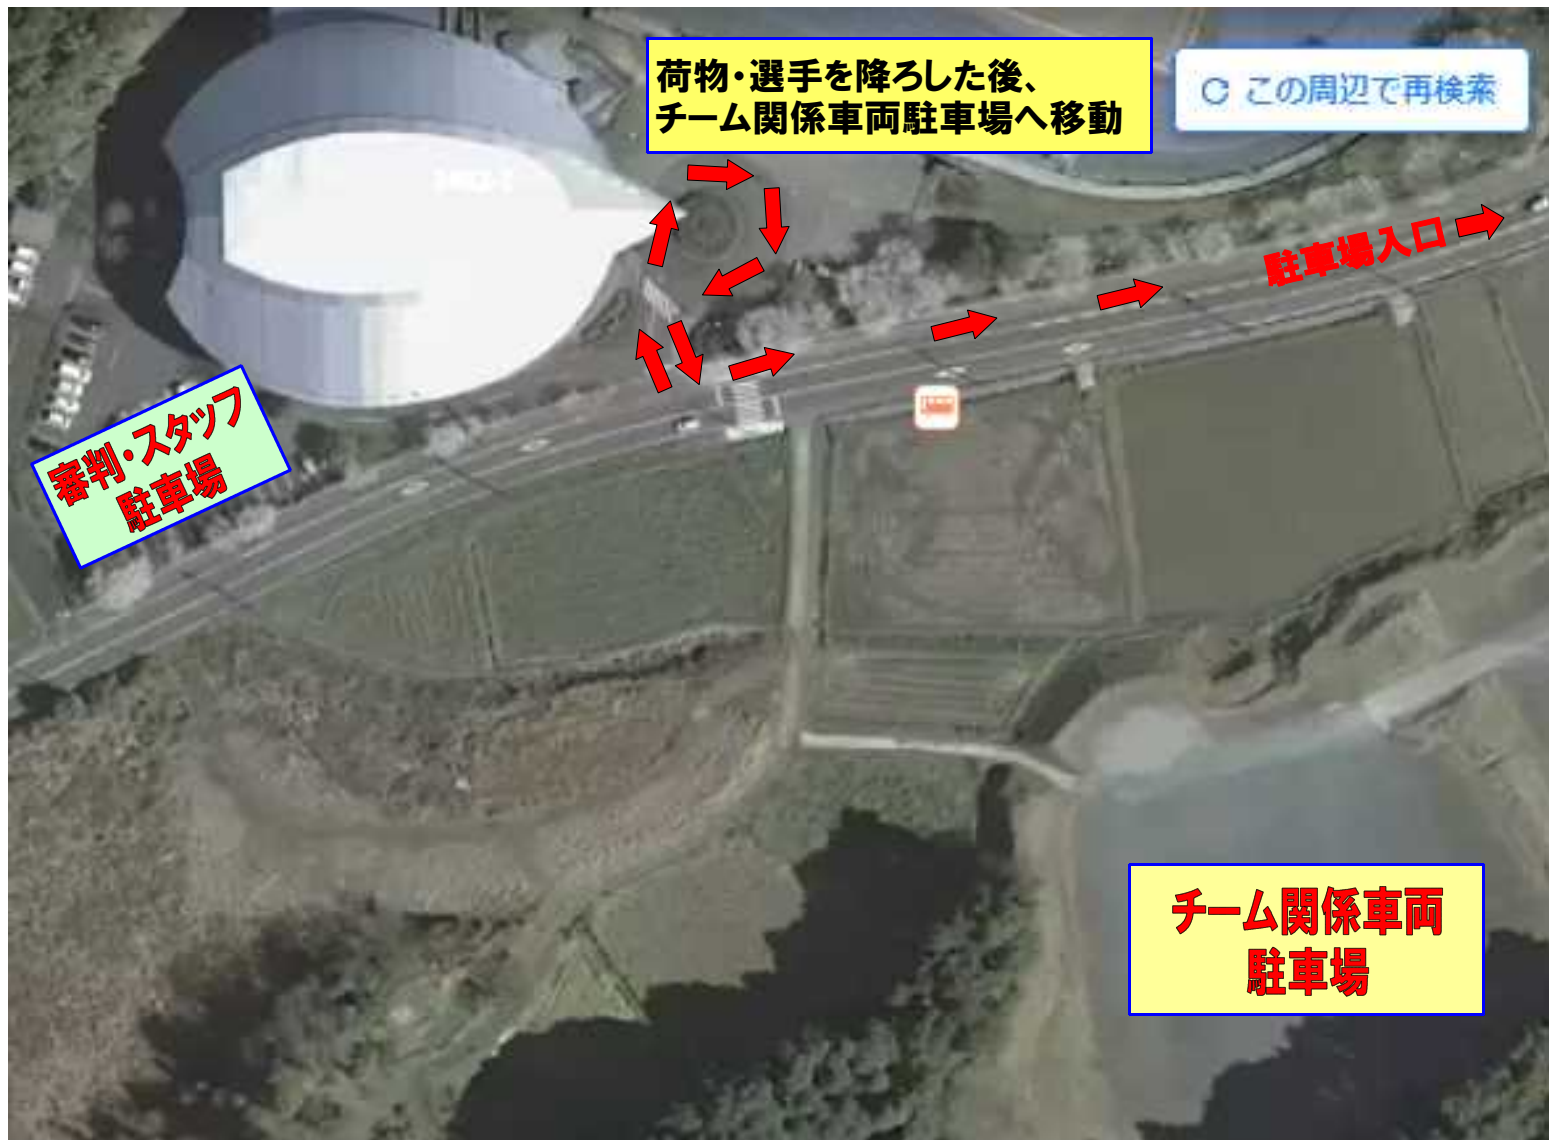 荷物・選手を降ろした後、
チーム関係車両駐車場へ移動
この周辺で再検索
駐車場入口
審判・スタッフ
駐車場
チーム関係車両
駐車場